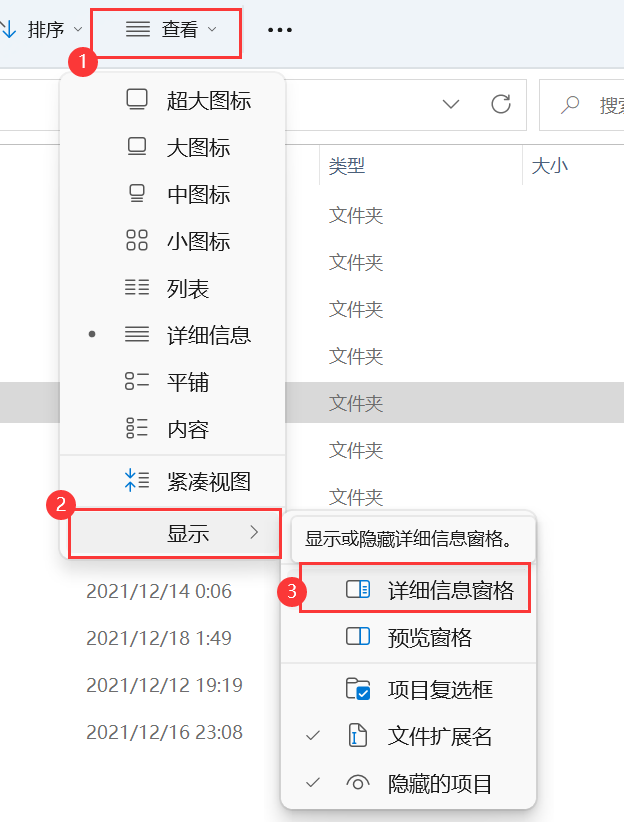 排序
查看
1
超大图标
搜索
大图标
类型
大小
中图标
文件夹
小图标
文件夹
列表
文件夹
详细信息
文件夹
平铺
文件夹
内容
文件夹
紧凑视图
文件夹
2
显示
显示或隐藏详细信息窗格。
2021/12/14 0:06
3
详细信息窗格
2021/12/18 1:49
预览窗格
2021/12/12 19:19
项目复选框
2021/12/16 23:08
文件扩展名
隐藏的项目